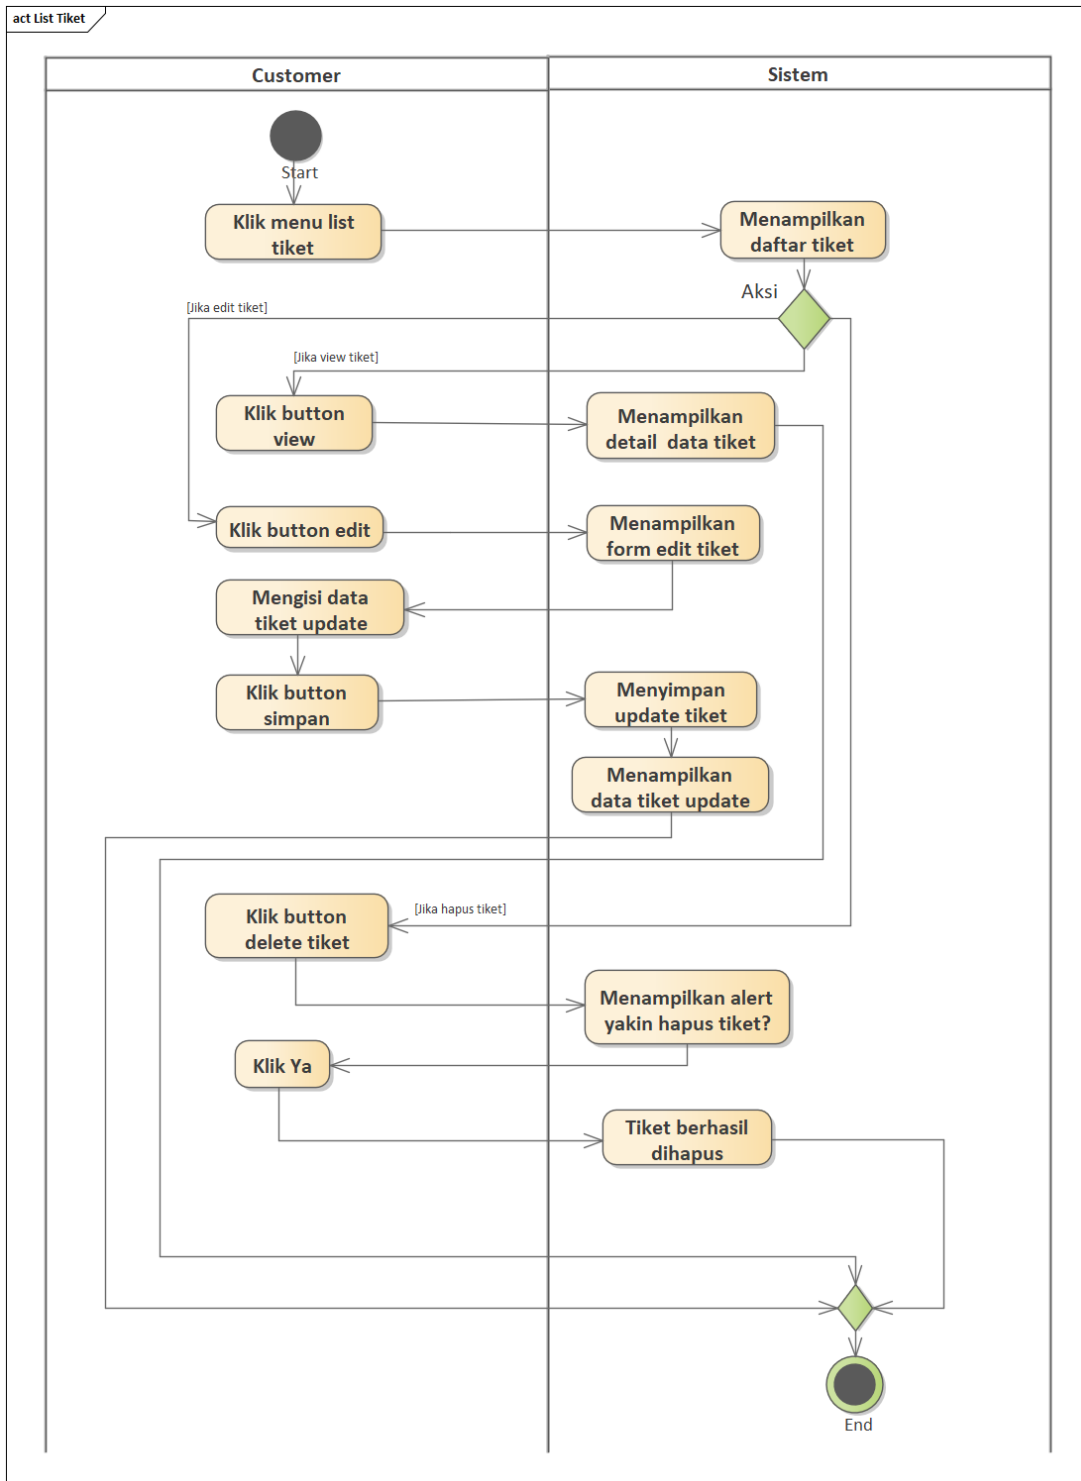 act List Tiket
Customer
Sistem
Start
Klik menu list
tiket
Menampilkan
daftar tiket
Aksi
[Jika edit tiket]
[Jika view tiket]
Klik button
view
Menampilkan
detail data tiket
Klik button edit
Menampilkan
form edit tiket
Mengisi data
tiket update
Klik button
simpan
Menyimpan
update tiket
Menampilkan
data tiket update
Klik button
delete tiket
[Jika hapus tiket]
Menampilkan alert
yakin hapus tiket?
Klik Ya
Tiket berhasil
dihapus
End